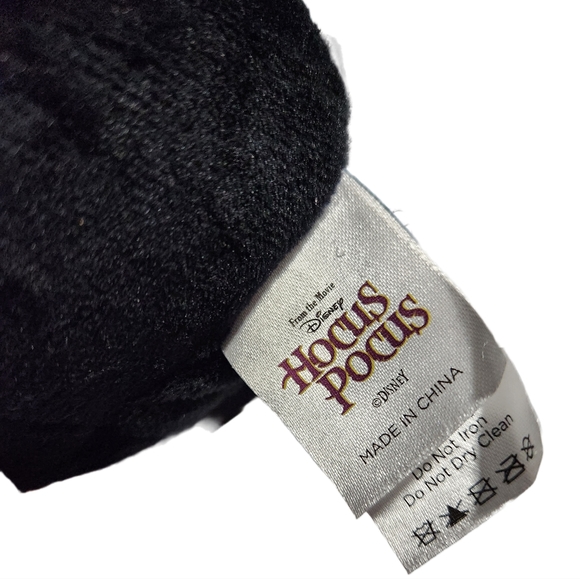 From the Movie
DISNEY
HOCUS
POCUS
©DISNEY
MADE IN CHINA
Do Not Iron
Do Not Dry Clean